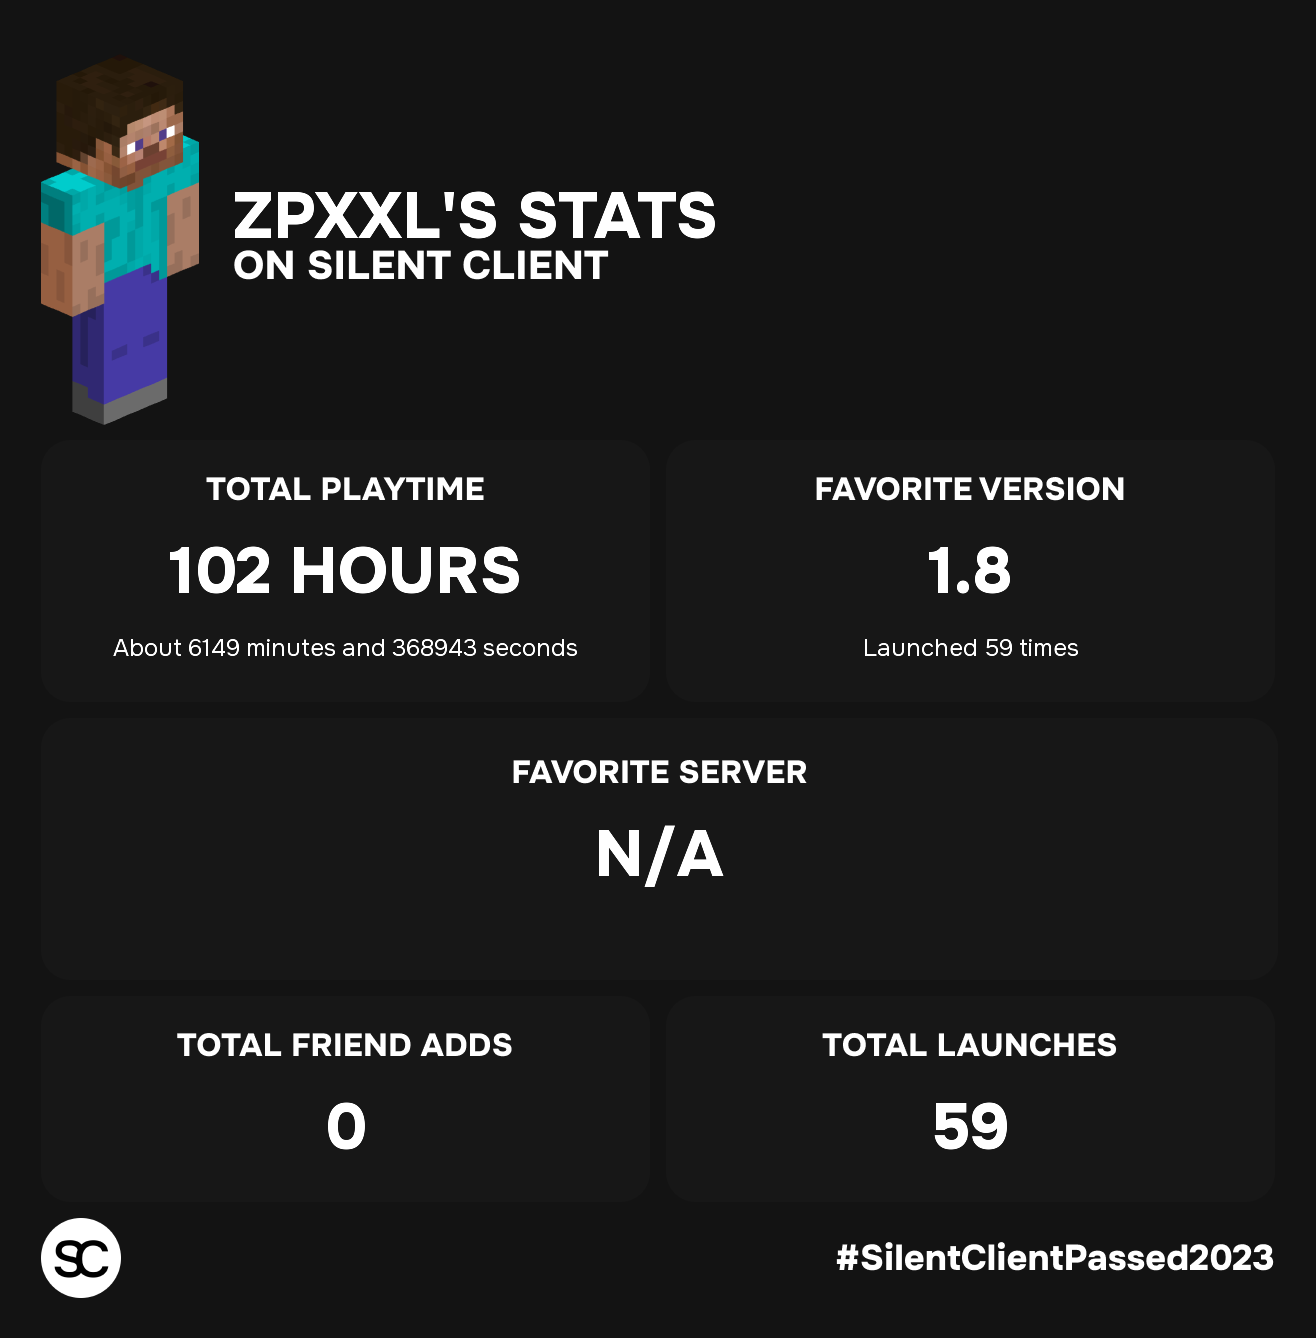 ZPXXL'S STATS
ON SILENT CLIENT
TOTAL PLAYTIME
102 HOURS
About 6149 minutes and 368943 seconds
FAVORITE VERSION
1.8
Launched 59 times
FAVORITE SERVER
N/A
TOTAL FRIEND ADDS
0
TOTAL LAUNCHES
59
SC
#SilentClientPassed2023